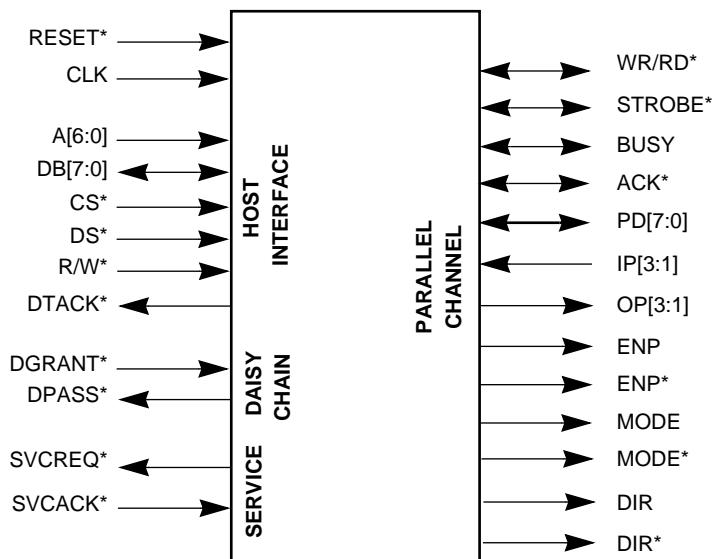 RESET*
CLK
A[6:0]
DB[7:0]
CS*
DS*
R/W*
DTACK*
DGRANT*
DPASS*
SVCREQ*
SVCACK*
HOST
INTERFACE
DAISY
CHAIN
SERVICE
PARALLEL
CHANNEL
WR/RD*
STROBE*
BUSY
ACK*
PD[7:0]
IP[3:1]
OP[3:1]
ENP
ENP*
MODE
MODE*
DIR
DIR*